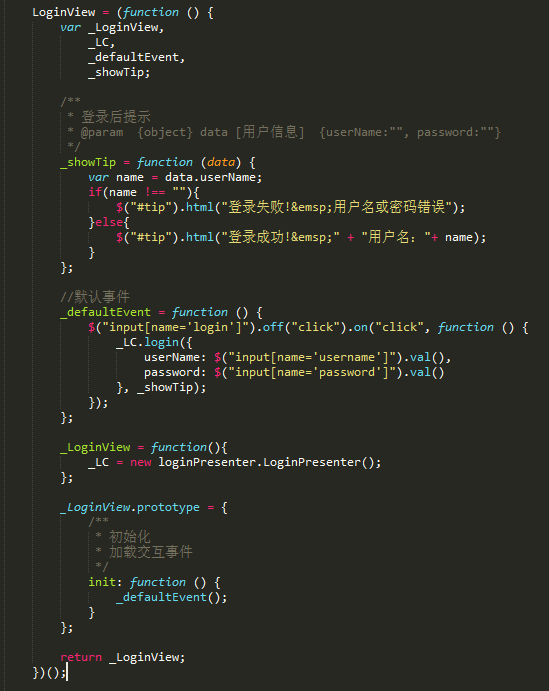 LoginView = (function () {
    var _LoginView,
        _LC,
        _defaultEvent,
        _showTip;
    /**
     * 登录后提示
     * @param  {object} data [用户信息]  {userName:"", password:""}
     */
    _showTip = function (data) {
        var name = data.userName;
        if(name !== ""){
            $("#tip").html("登录失败!&emsp;用户名或密码错误");
        }else{
            $("#tip").html("登录成功!&emsp;" + "用户名: "+ name);
        }
    };
    //默认事件
    _defaultEvent = function () {
        $("input[name='login']").off("click").on("click", function () {
            _LC.login({
                userName: $("input[name='username']").val(),
                password: $("input[name='password']").val()
            }, _showTip);
        });
    };
    _LoginView = function(){
        _LC = new loginPresenter.LoginPresenter();
    };
    _LoginView.prototype = {
        /**
         * 初始化
         * 加载交互事件
         */
        init: function () {
            _defaultEvent();
        }
    };
    return _LoginView;
})();